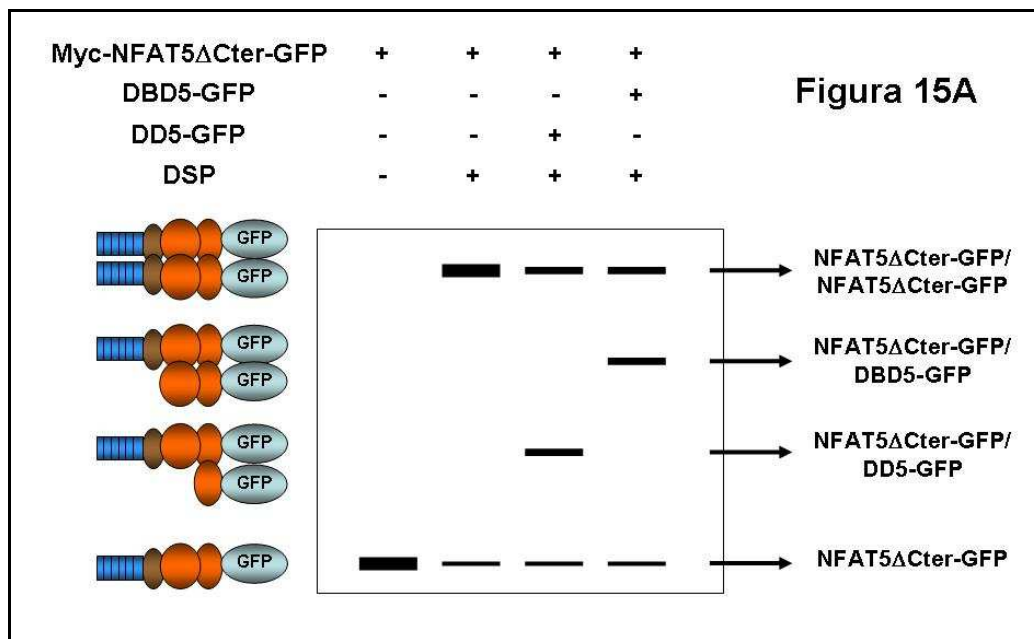 Myc-NFAT5ΔCter-GFP + + + +
DBD5-GFP - - - +
DD5-GFP - - + -
DSP - + + +
Figura 15A
GFP
GFP
NFAT5ΔCter-GFP/
NFAT5ΔCter-GFP
GFP
GFP
NFAT5ΔCter-GFP/
DBD5-GFP
GFP
GFP
NFAT5ΔCter-GFP/
DD5-GFP
GFP
NFAT5ΔCter-GFP